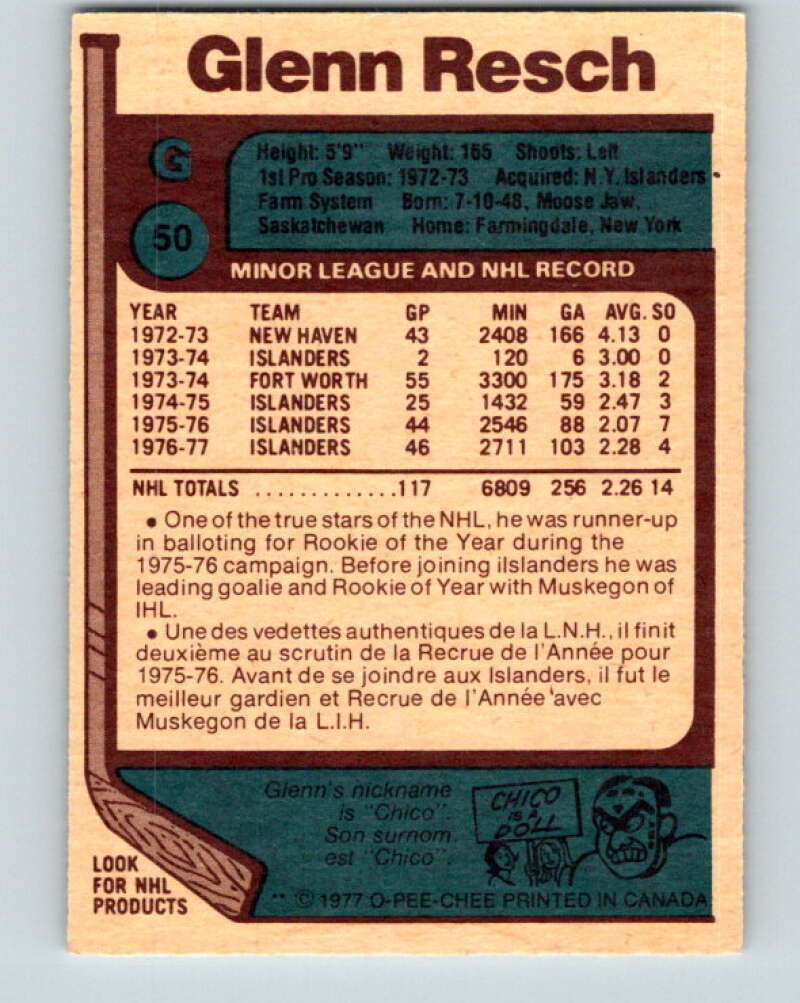 Glenn Resch
G
50
Height: 5'9" Weight: 165 Shoots: Left
1st Pro Season: 1972-73 Acquired: N.Y. Islanders
Farm System Born: 7-10-48, Moose Jaw,
Saskatchewan Home: Farmingdale, New York
MINOR LEAGUE AND NHL RECORD
YEAR TEAM GP MIN GA AVG. SO
1972-73 NEW HAVEN 43 2408 166 4.13 0
1973-74 ISLANDERS 2 120 6 3.00 0
1973-74 FORT WORTH 55 3300 175 3.18 2
1974-75 ISLANDERS 25 1432 59 2.47 3
1975-76 ISLANDERS 44 2546 88 2.07 7
1976-77 ISLANDERS 46 2711 103 2.28 4
NHL TOTALS .............117 6809 256 2.26 14
• One of the true stars of the NHL, he was runner-up
in balloting for Rookie of the Year during the
1975-76 campaign. Before joining ilslanders he was
leading goalie and Rookie of Year with Muskegon of
IHL.
• Une des vedettes authentiques de la L.N.H., il finit
deuxième au scrutin de la Recrue de l'Année pour
1975-76. Avant de se joindre aux Islanders, il fut le
meilleur gardien et Recrue de l'Année avec
Muskegon de la L.I.H.
Glenn's nickname
is "Chico".
Son surnom
est "Chico".
CHICO
IS A
DOLL
LOOK
FOR NHL
PRODUCTS
** © 1977 O-PEE-CHEE PRINTED IN CANADA